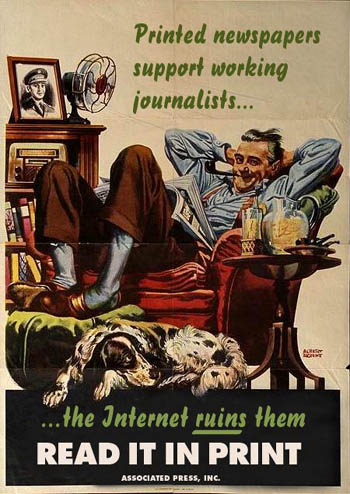 Printed newspapers
support working
journalists...
...the Internet ruins them
READ IT IN PRINT
ASSOCIATED PRESS, INC.